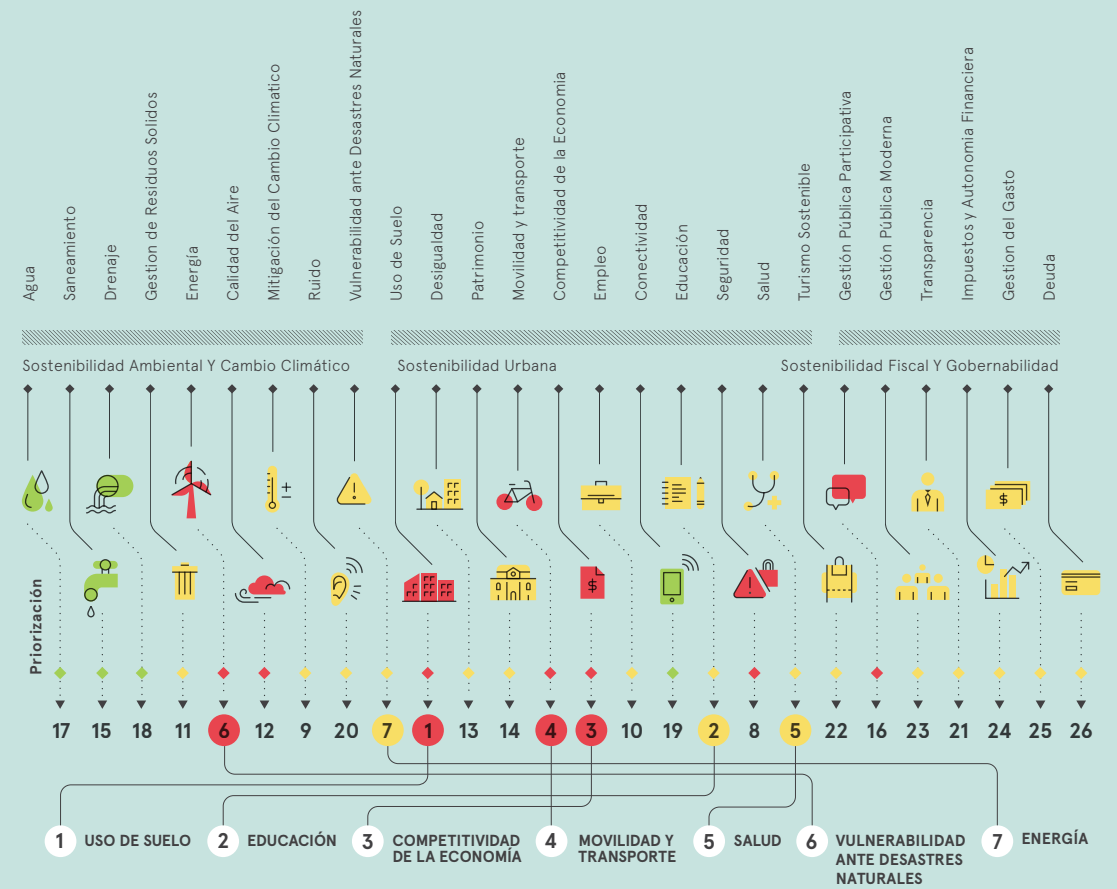 Agua
Saneamiento
Drenaje
Gestion de Residuos Solidos
Energía
Calidad del Aire
Mitigación del Cambio Climatico
Ruido
Vulnerabilidad ante Desastres Naturales
Uso de Suelo
Desigualdad
Patrimonio
Movilidad y transporte
Competitividad de la Economia
Empleo
Conectividad
Educación
Seguridad
Salud
Turismo Sostenible
Gestión Pública Participativa
Gestión Pública Moderna
Transparencia
Impuestos y Autonomia Financiera
Gestion del Gasto
Deuda
Sostenibilidad Ambiental Y Cambio Climático
Sostenibilidad Urbana
Sostenibilidad Fiscal Y Gobernabilidad
Priorización
17 15 18 11 6 12 9 20 7 1 13 14 4 3 10 19 2 8 5 22 16 23 21 24 25 26
1 USO DE SUELO
2 EDUCACIÓN
3 COMPETITIVIDAD
DE LA ECONOMÍA
4 MOVILIDAD Y
TRANSPORTE
5 SALUD
6 VULNERABILIDAD
ANTE DESASTRES
NATURALES
7 ENERGÍA